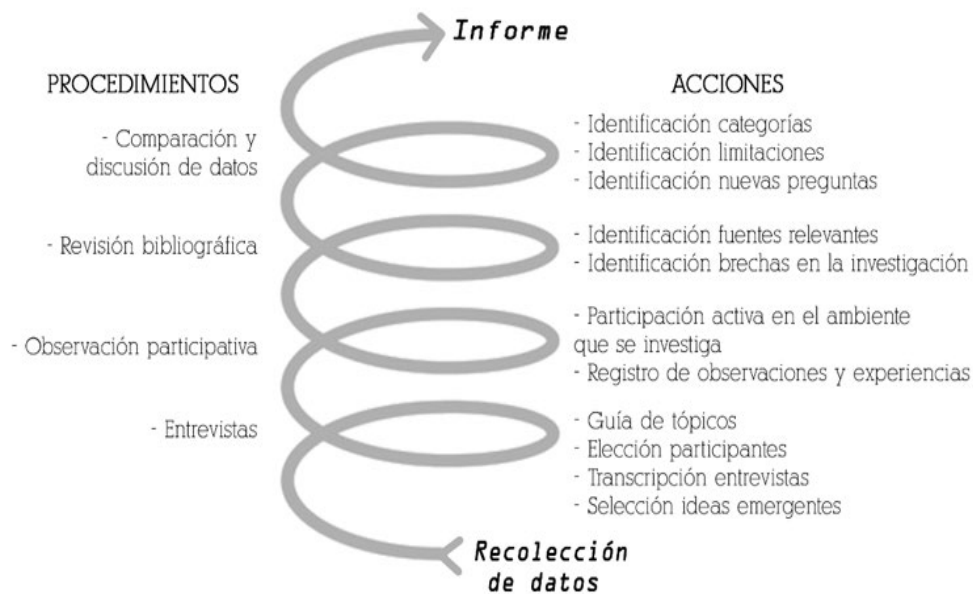 Informe
PROCEDIMIENTOS
- Comparación y
discusión de datos
- Revisión bibliográfica
- Observación participativa
- Entrevistas
ACCIONES
- Identificación categorías
- Identificación limitaciones
- Identificación nuevas preguntas
- Identificación fuentes relevantes
- Identificación brechas en la investigación
- Participación activa en el ambiente
que se investiga
- Registro de observaciones y experiencias
- Guía de tópicos
- Elección participantes
- Transcripción entrevistas
- Selección ideas emergentes
Recolección
de datos